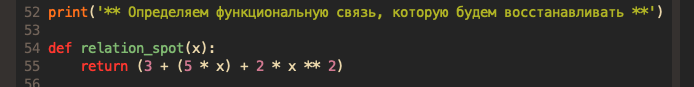 52 print('** Определяем функциональную связь, которую будем восстанавливать **')
53
54 def relation_spot(x):
55     return (3 + (5 * x) + 2 * x ** 2)
56